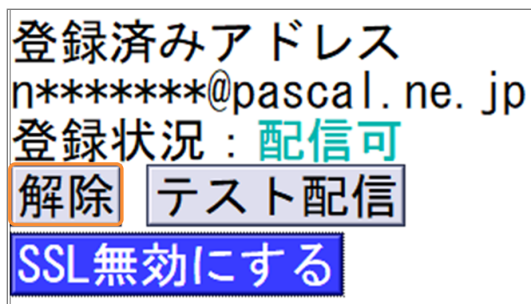 登録済みアドレス
n*******@pascal.ne.jp
登録状況：配信可
解除 テスト配信
SSL無効にする